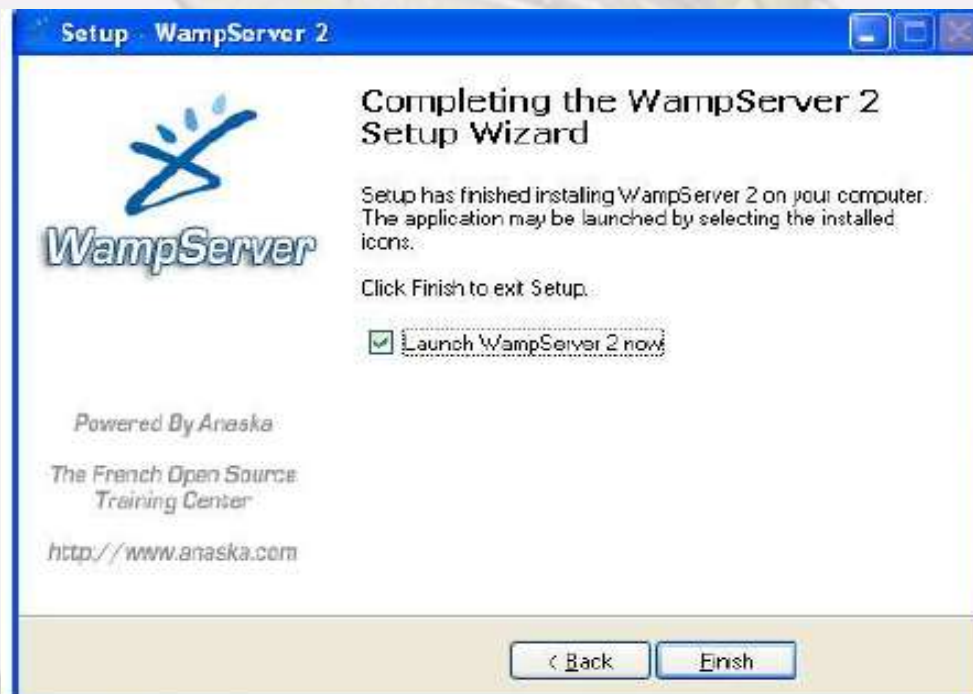 Setup - WampServer 2
Completing the WampServer 2
Setup Wizard
Setup has finished installing WampServer 2 on your computer.
The application may be launched by selecting the installed
icons.
Click Finish to exit Setup.
Launch WampServer 2 now
WampServer
Powered By Anaska
The French Open Source
Training Center
http://www.anaska.com
< Back
Finish